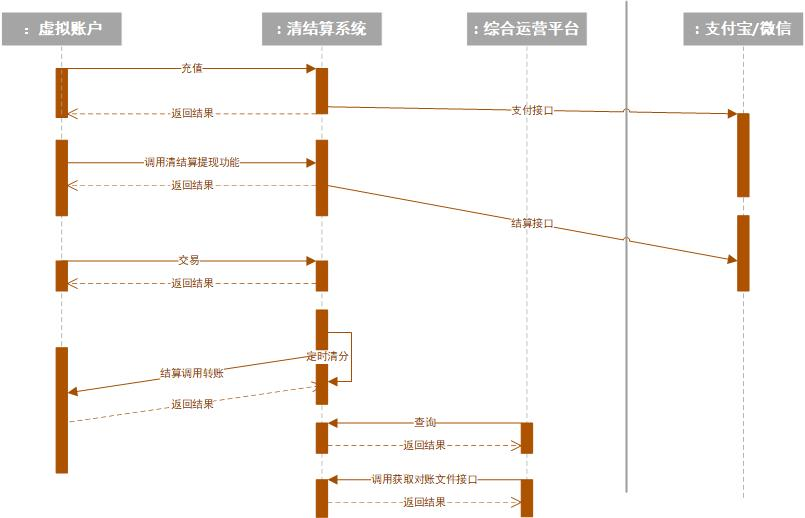 ：虚拟账户
：清结算系统
：综合运营平台
：支付宝/微信
充值
支付接口
返回结果
调用清结算提现功能
返回结果
结算接口
交易
返回结果
定时清分
结算调用转账
返回结果
查询
返回结果
调用获取对账文件接口
返回结果